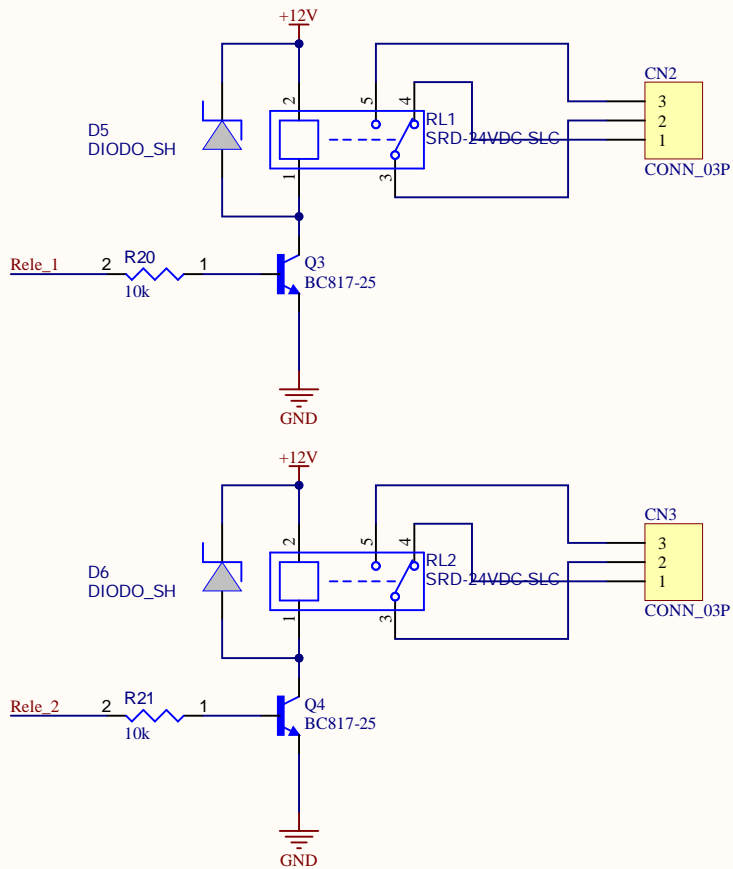 +12V
CN2
2
5
4
RL1
3
D5
SRD-24VDC-SLC
2
DIODO_SH
1
1
3
CONN_03P
Rele_1
2
R20
1
Q3
10k
BC817-25
GND
+12V
CN3
2
5
4
RL2
3
D6
SRD-24VDC-SLC
2
DIODO_SH
1
1
3
CONN_03P
Rele_2
2
R21
1
Q4
10k
BC817-25
GND